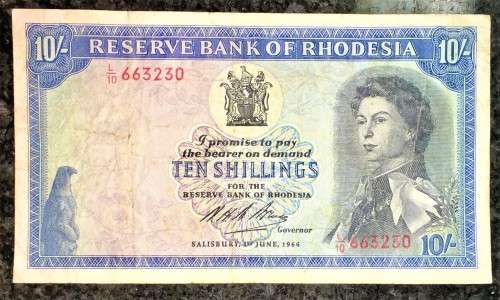 10/-
RESERVE BANK OF RHODESIA
10/-
L/10 663230
I promise to pay
the bearer on demand
TEN SHILLINGS
FOR THE
RESERVE BANK OF RHODESIA
Governor
SALISBURY, 1ST JUNE, 1966
L/10 663230
10/-